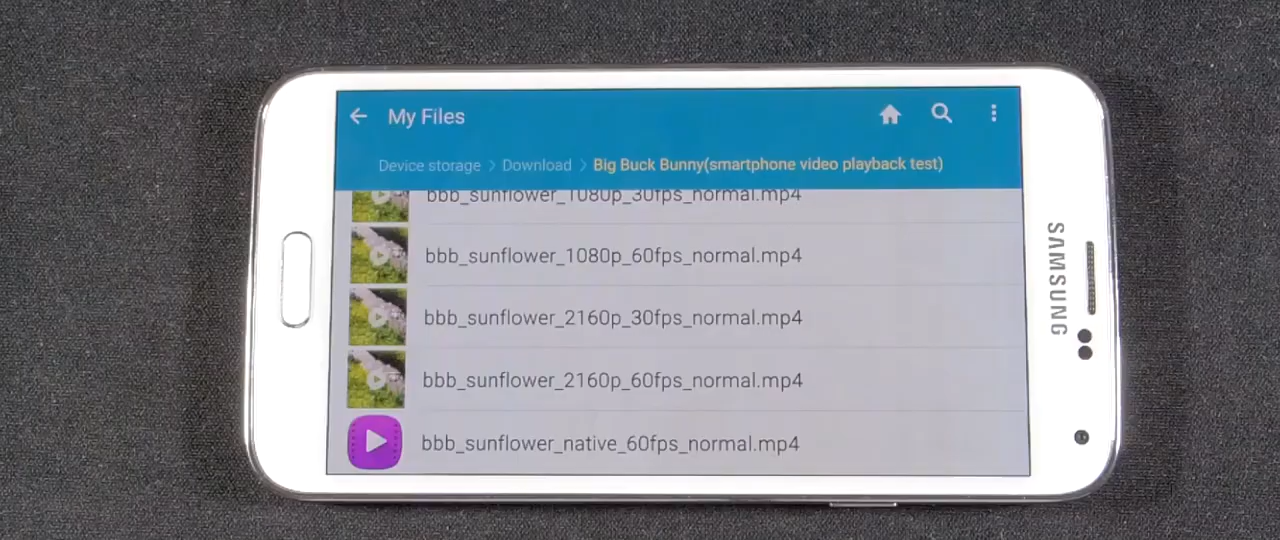 My Files
Device storage > Download > Big Buck Bunny(smartphone video playback test)
bbb_sunflower_1080p_30fps_normal.mp4
bbb_sunflower_1080p_60fps_normal.mp4
bbb_sunflower_2160p_30fps_normal.mp4
bbb_sunflower_2160p_60fps_normal.mp4
bbb_sunflower_native_60fps_normal.mp4
SAMSUNG